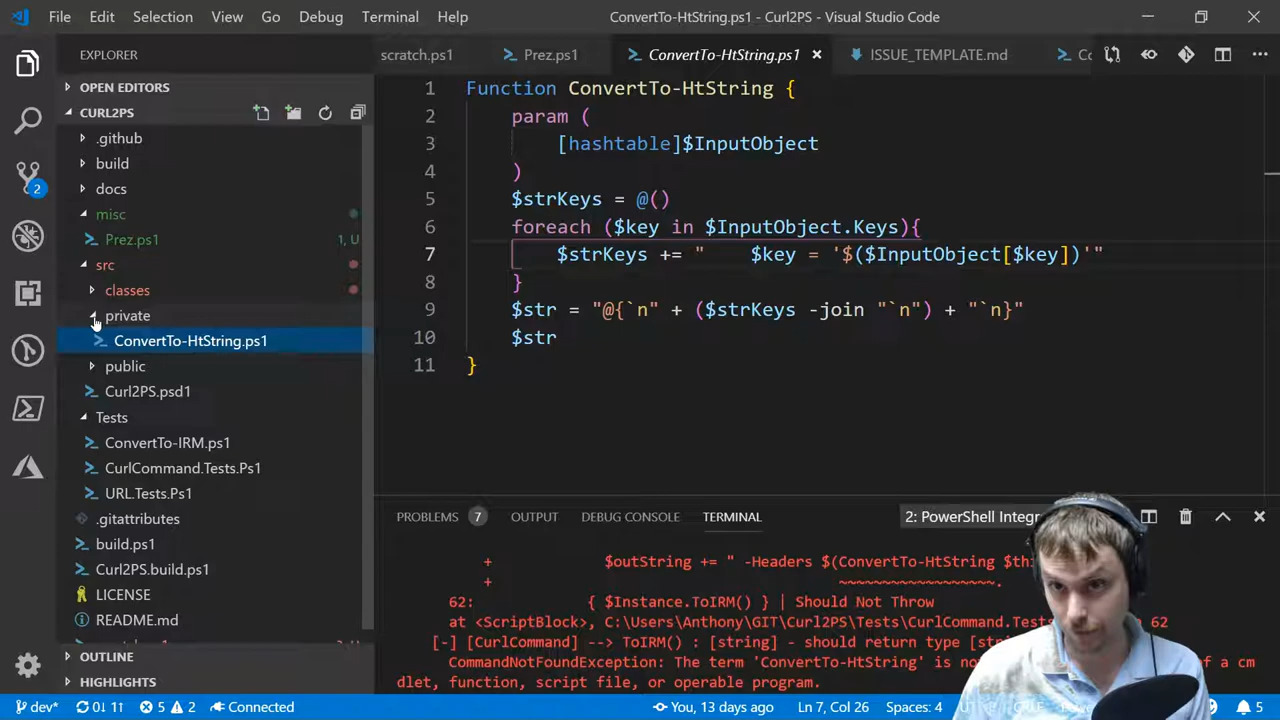 File Edit Selection View Go Debug Terminal Help ConvertTo-HtString.ps1 - Curl2PS - Visual Studio Code
EXPLORER
OPEN EDITORS
CURL2PS
.github
build
docs
misc
Prez.ps1 1, U
src
classes
private
ConvertTo-HtString.ps1
public
Curl2PS.psd1
Tests
ConvertTo-IRM.ps1
CurlCommand.Tests.Ps1
URL.Tests.Ps1
.gitattributes
build.ps1
Curl2PS.build.ps1
LICENSE
README.md
OUTLINE
HIGHLIGHTS
2
scratch.ps1 Prez.ps1 ConvertTo-HtString.ps1 ISSUE_TEMPLATE.md
1 Function ConvertTo-HtString {
2 param (
3 [hashtable]$InputObject
4 )
5 $strKeys = @()
6 foreach ($key in $InputObject.Keys){
7 $strKeys += "    $key = '$($InputObject[$key])'"
8 }
9 $str = "@{`n" + ($strKeys -join "`n") + "`n}"
10 $str
11 }
PROBLEMS 7 OUTPUT DEBUG CONSOLE TERMINAL 2: PowerShell Integr
+ $outString += " -Headers $(ConvertTo-HtString $thi
+ ~~~~~~~~~~~~~~~~~~.
62: { $Instance.ToIRM() } | Should Not Throw
at <ScriptBlock>, C:\Users\Anthony\GIT\Curl2PS\Tests\CurlCommand.Tests 62
[-] [CurlCommand] --> ToIRM() : [string] - should return type [st
CommandNotFoundException: The term 'ConvertTo-HtString' is no of a cm
dlet, function, script file, or operable program.
dev* 0↓ 11↑ 5 2 Connected You, 13 days ago Ln 7, Col 26 Spaces: 4 5